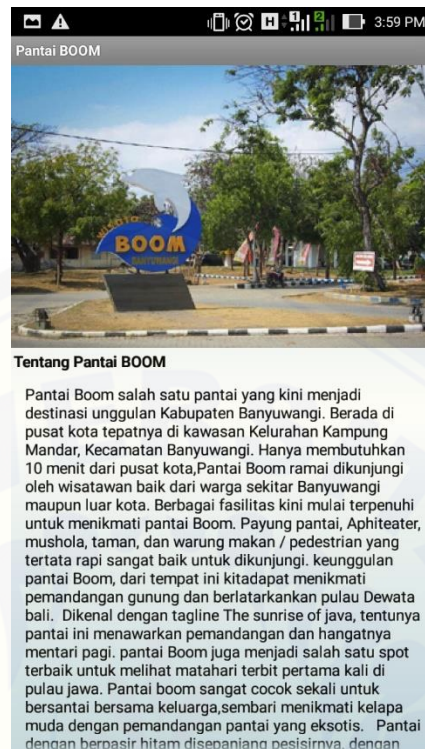 3:59 PM
Pantai BOOM
WISATA
BOOM
BANYUWANGI
Tentang Pantai BOOM
Pantai Boom salah satu pantai yang kini menjadi
destinasi unggulan Kabupaten Banyuwangi. Berada di
pusat kota tepatnya di kawasan Kelurahan Kampung
Mandar, Kecamatan Banyuwangi. Hanya membutuhkan
10 menit dari pusat kota,Pantai Boom ramai dikunjungi
oleh wisatawan baik dari warga sekitar Banyuwangi
maupun luar kota. Berbagai fasilitas kini mulai terpenuhi
untuk menikmati pantai Boom. Payung pantai, Aphiteater,
mushola, taman, dan warung makan / pedestrian yang
tertata rapi sangat baik untuk dikunjungi. keunggulan
pantai Boom, dari tempat ini kitadapat menikmati
pemandangan gunung dan berlatarkankan pulau Dewata
bali. Dikenal dengan tagline The sunrise of java, tentunya
pantai ini menawarkan pemandangan dan hangatnya
mentari pagi. pantai Boom juga menjadi salah satu spot
terbaik untuk melihat matahari terbit pertama kali di
pulau jawa. Pantai boom sangat cocok sekali untuk
bersantai bersama keluarga,sembari menikmati kelapa
muda dengan pemandangan pantai yang eksotis. Pantai
dengan berpasir hitam disepanjang pesisirnya, dengan